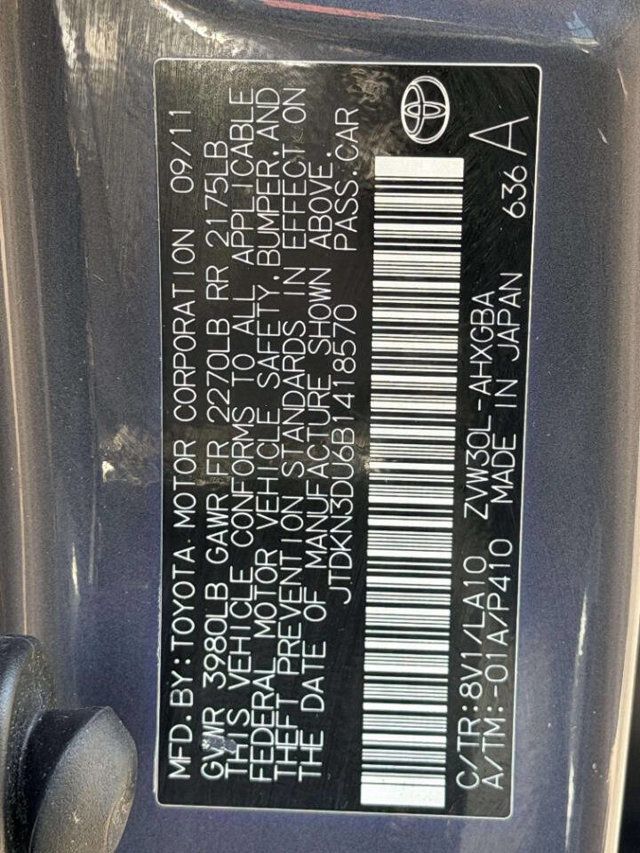 MFD.BY:TOYOTA MOTOR CORPORATION 09/11
GVWR 3980LB GAWR FR 2270LB RR 2175LB
THIS VEHICLE CONFORMS TO ALL APPLICABLE
FEDERAL MOTOR VEHICLE SAFETY,BUMPER,AND
THEFT PREVENTION STANDARDS IN EFFECT ON
THE DATE OF MANUFACTURE SHOWN ABOVE.
JTDKN3DU6B1418570 PASS.CAR
C/TR:8V1/LA10 ZVW30L-AHXGBA
A/TM:-01A/P410 MADE IN JAPAN 636 A